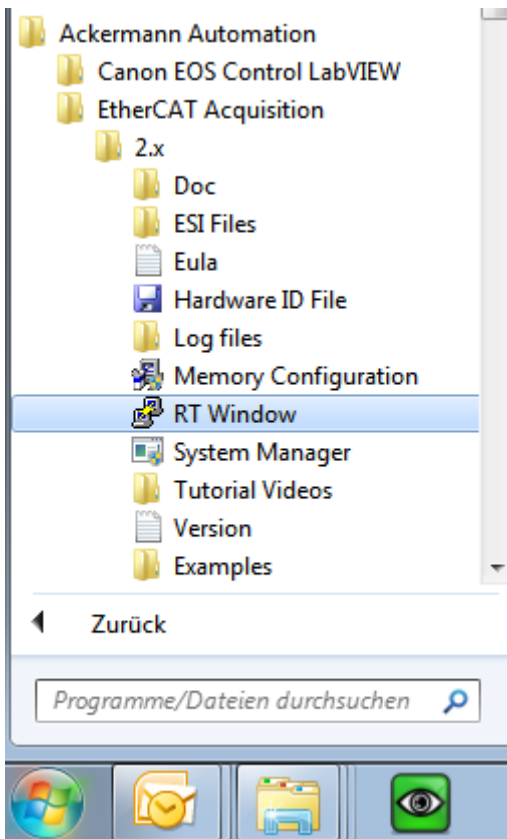 Ackermann Automation
Canon EOS Control LabVIEW
EtherCAT Acquisition
2.x
Doc
ESI Files
Eula
Hardware ID File
Log files
Memory Configuration
RT Window
System Manager
Tutorial Videos
Version
Examples
Zurück
Programme/Dateien durchsuchen